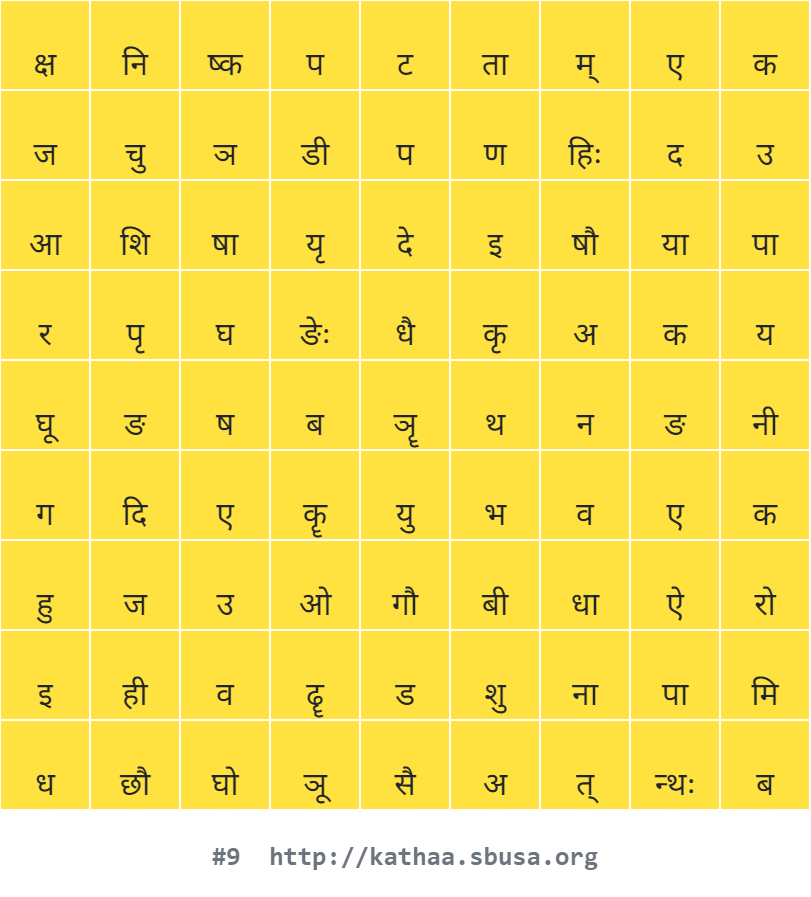 क्ष नि ष्क प ट ता म् ए क
ज चु ञ डी प ण हिः द उ
आ शि षा यृ दे इ षौ या पा
र पृ घ ङेः धै कृ अ क य
घू ङ ष ब ञॄ थ न ङ नी
ग दि ए कॄ यु भ व ए क
हु ज उ ओ गौ बी धा ऐ रो
इ ही व ढॄ ड शु ना पा मि
ध छौ घो ञू सै अ त् न्थः ब
#9 http://kathaa.sbusa.org